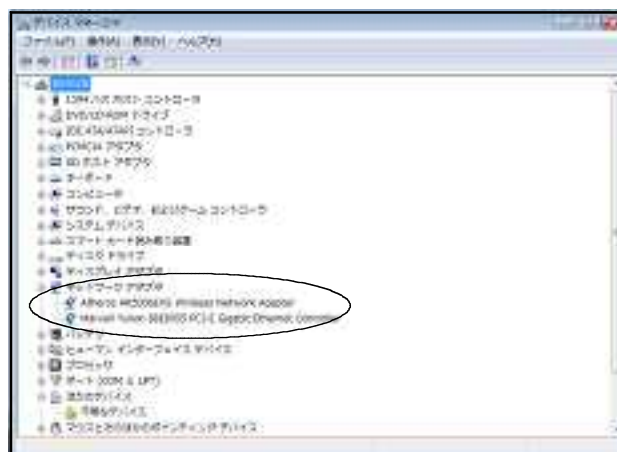 デバイス マネージャ
ファイル(F) 操作(A) 表示(V) ヘルプ(H)
1394 バス ホスト コントローラ
DVD/CD-ROM ドライブ
IDE ATA/ATAPI コントローラ
PCMCIA アダプタ
SD ホスト アダプタ
キーボード
コンピュータ
サウンド、ビデオ、およびゲーム コントローラ
システム デバイス
スマート カード読み取り装置
ディスク ドライブ
ディスプレイ アダプタ
ネットワーク アダプタ
Atheros Wireless Network Adapter
Marvell Yukon PCI-E Gigabit Ethernet Controller
バッテリ
ヒューマン インターフェイス デバイス
プロセッサ
ポート (COM & LPT)
ほかのデバイス
不明なデバイス
マウスとそのほかのポインティング デバイス